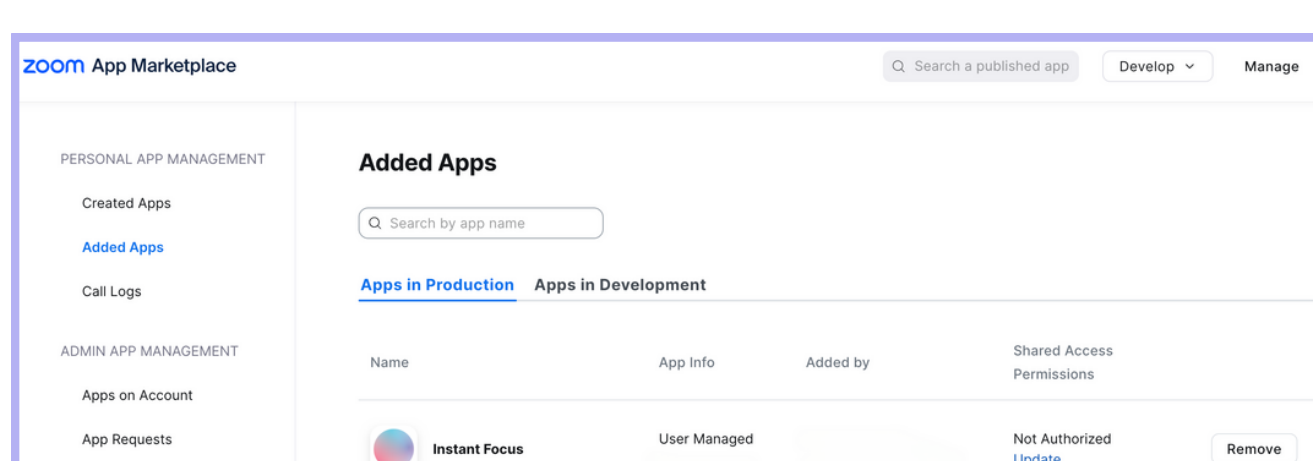 zoom App Marketplace
Search a published app
Develop
Manage
PERSONAL APP MANAGEMENT
Created Apps
Added Apps
Call Logs
ADMIN APP MANAGEMENT
Apps on Account
App Requests
Added Apps
Search by app name
Apps in Production Apps in Development
Name
App Info
Added by
Shared Access
Permissions
Instant Focus
User Managed
Not Authorized
Update
Remove